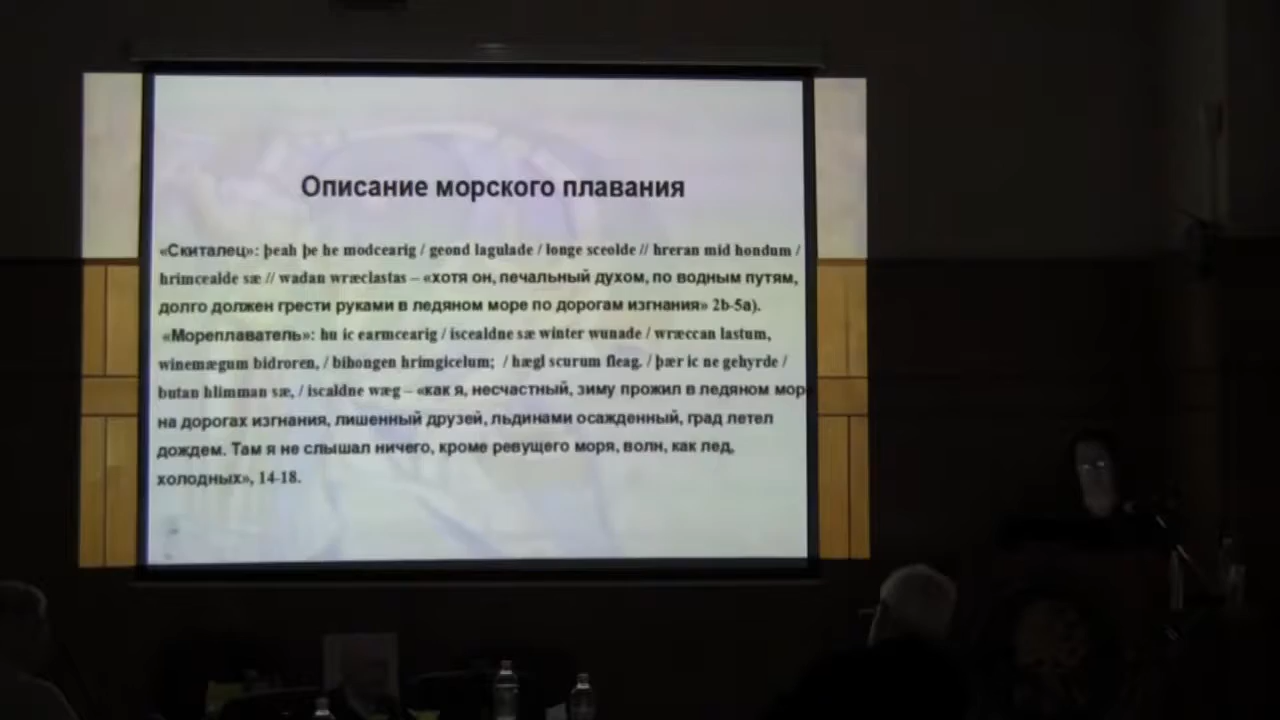 Описание морского плавания
«Скиталец»: þeah þe he modcearig / geond lagulade / longe sceolde // hreran mid hondum /
hrimcealde sæ // wadan wræclastas – «хотя он, печальный духом, по водным путям,
долго должен грести руками в ледяном море по дорогам изгнания» 2b-5a).
«Мореплаватель»: hu ic earmcearig / iscealdne sæ winter wunade / wræccan lastum,
winemægum bidroren, / bihongen hrimgicelum; / hægl scurum fleag. / þær ic ne gehyrde /
butan hlimman sæ, / iscaldne wæg – «как я, несчастный, зиму прожил в ледяном мор
на дорогах изгнания, лишенный друзей, льдинами осажденный, град летел
дождем. Там я не слышал ничего, кроме ревущего моря, волн, как лед,
холодных», 14-18.